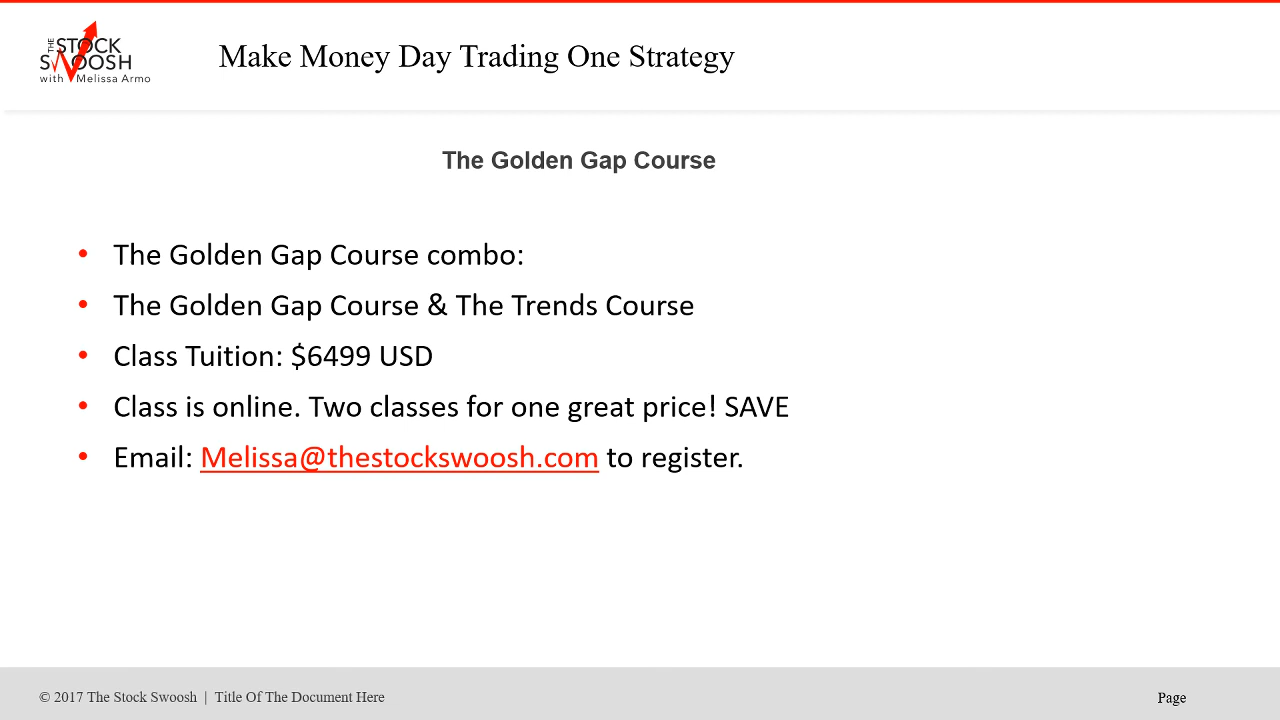 THE STOCK
SWOOSH
with Melissa Armo
Make Money Day Trading One Strategy
The Golden Gap Course
• The Golden Gap Course combo:
• The Golden Gap Course & The Trends Course
• Class Tuition: $6499 USD
• Class is online. Two classes for one great price! SAVE
• Email: Melissa@thestockswoosh.com to register.
© 2017 The Stock Swoosh | Title Of The Document Here
Page